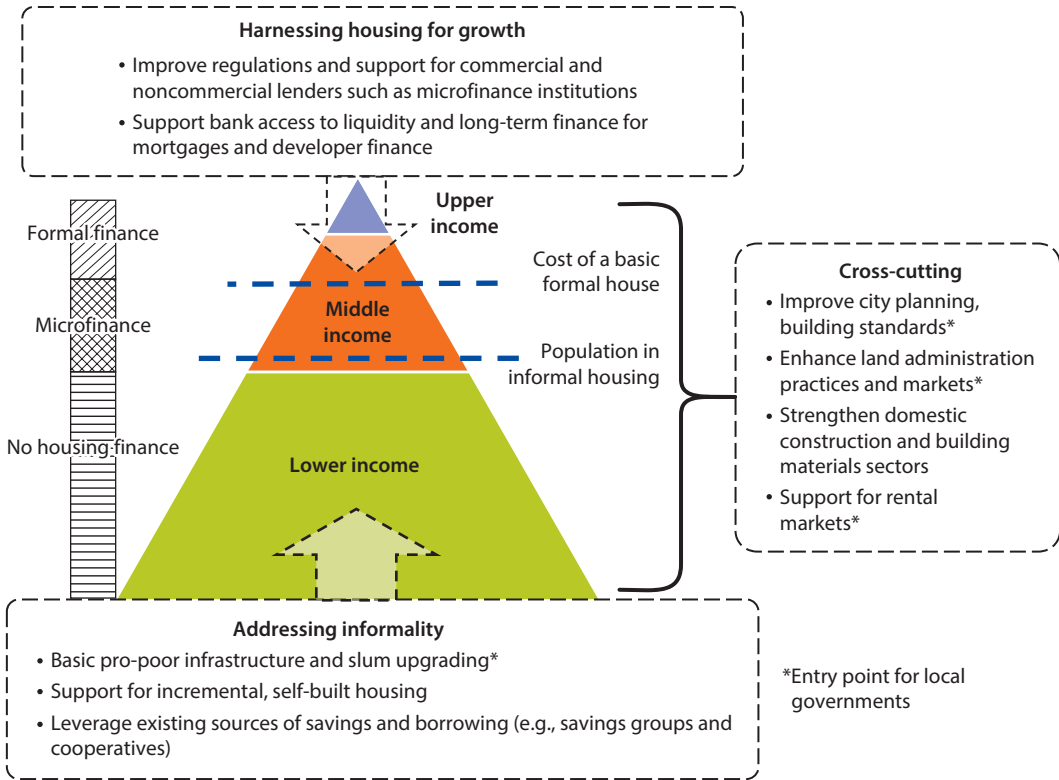 Harnessing housing for growth
• Improve regulations and support for commercial and
noncommercial lenders such as microfinance institutions
• Support bank access to liquidity and long-term finance for
mortgages and developer finance
Formal finance
Microfinance
No housing finance
Upper
income
Middle
income
Lower income
Cost of a basic
formal house
Population in
informal housing
Cross-cutting
• Improve city planning,
building standards*
• Enhance land administration
practices and markets*
• Strengthen domestic
construction and building
materials sectors
• Support for rental
markets*
Addressing informality
• Basic pro-poor infrastructure and slum upgrading*
• Support for incremental, self-built housing
• Leverage existing sources of savings and borrowing (e.g., savings groups and
cooperatives)
*Entry point for local
governments